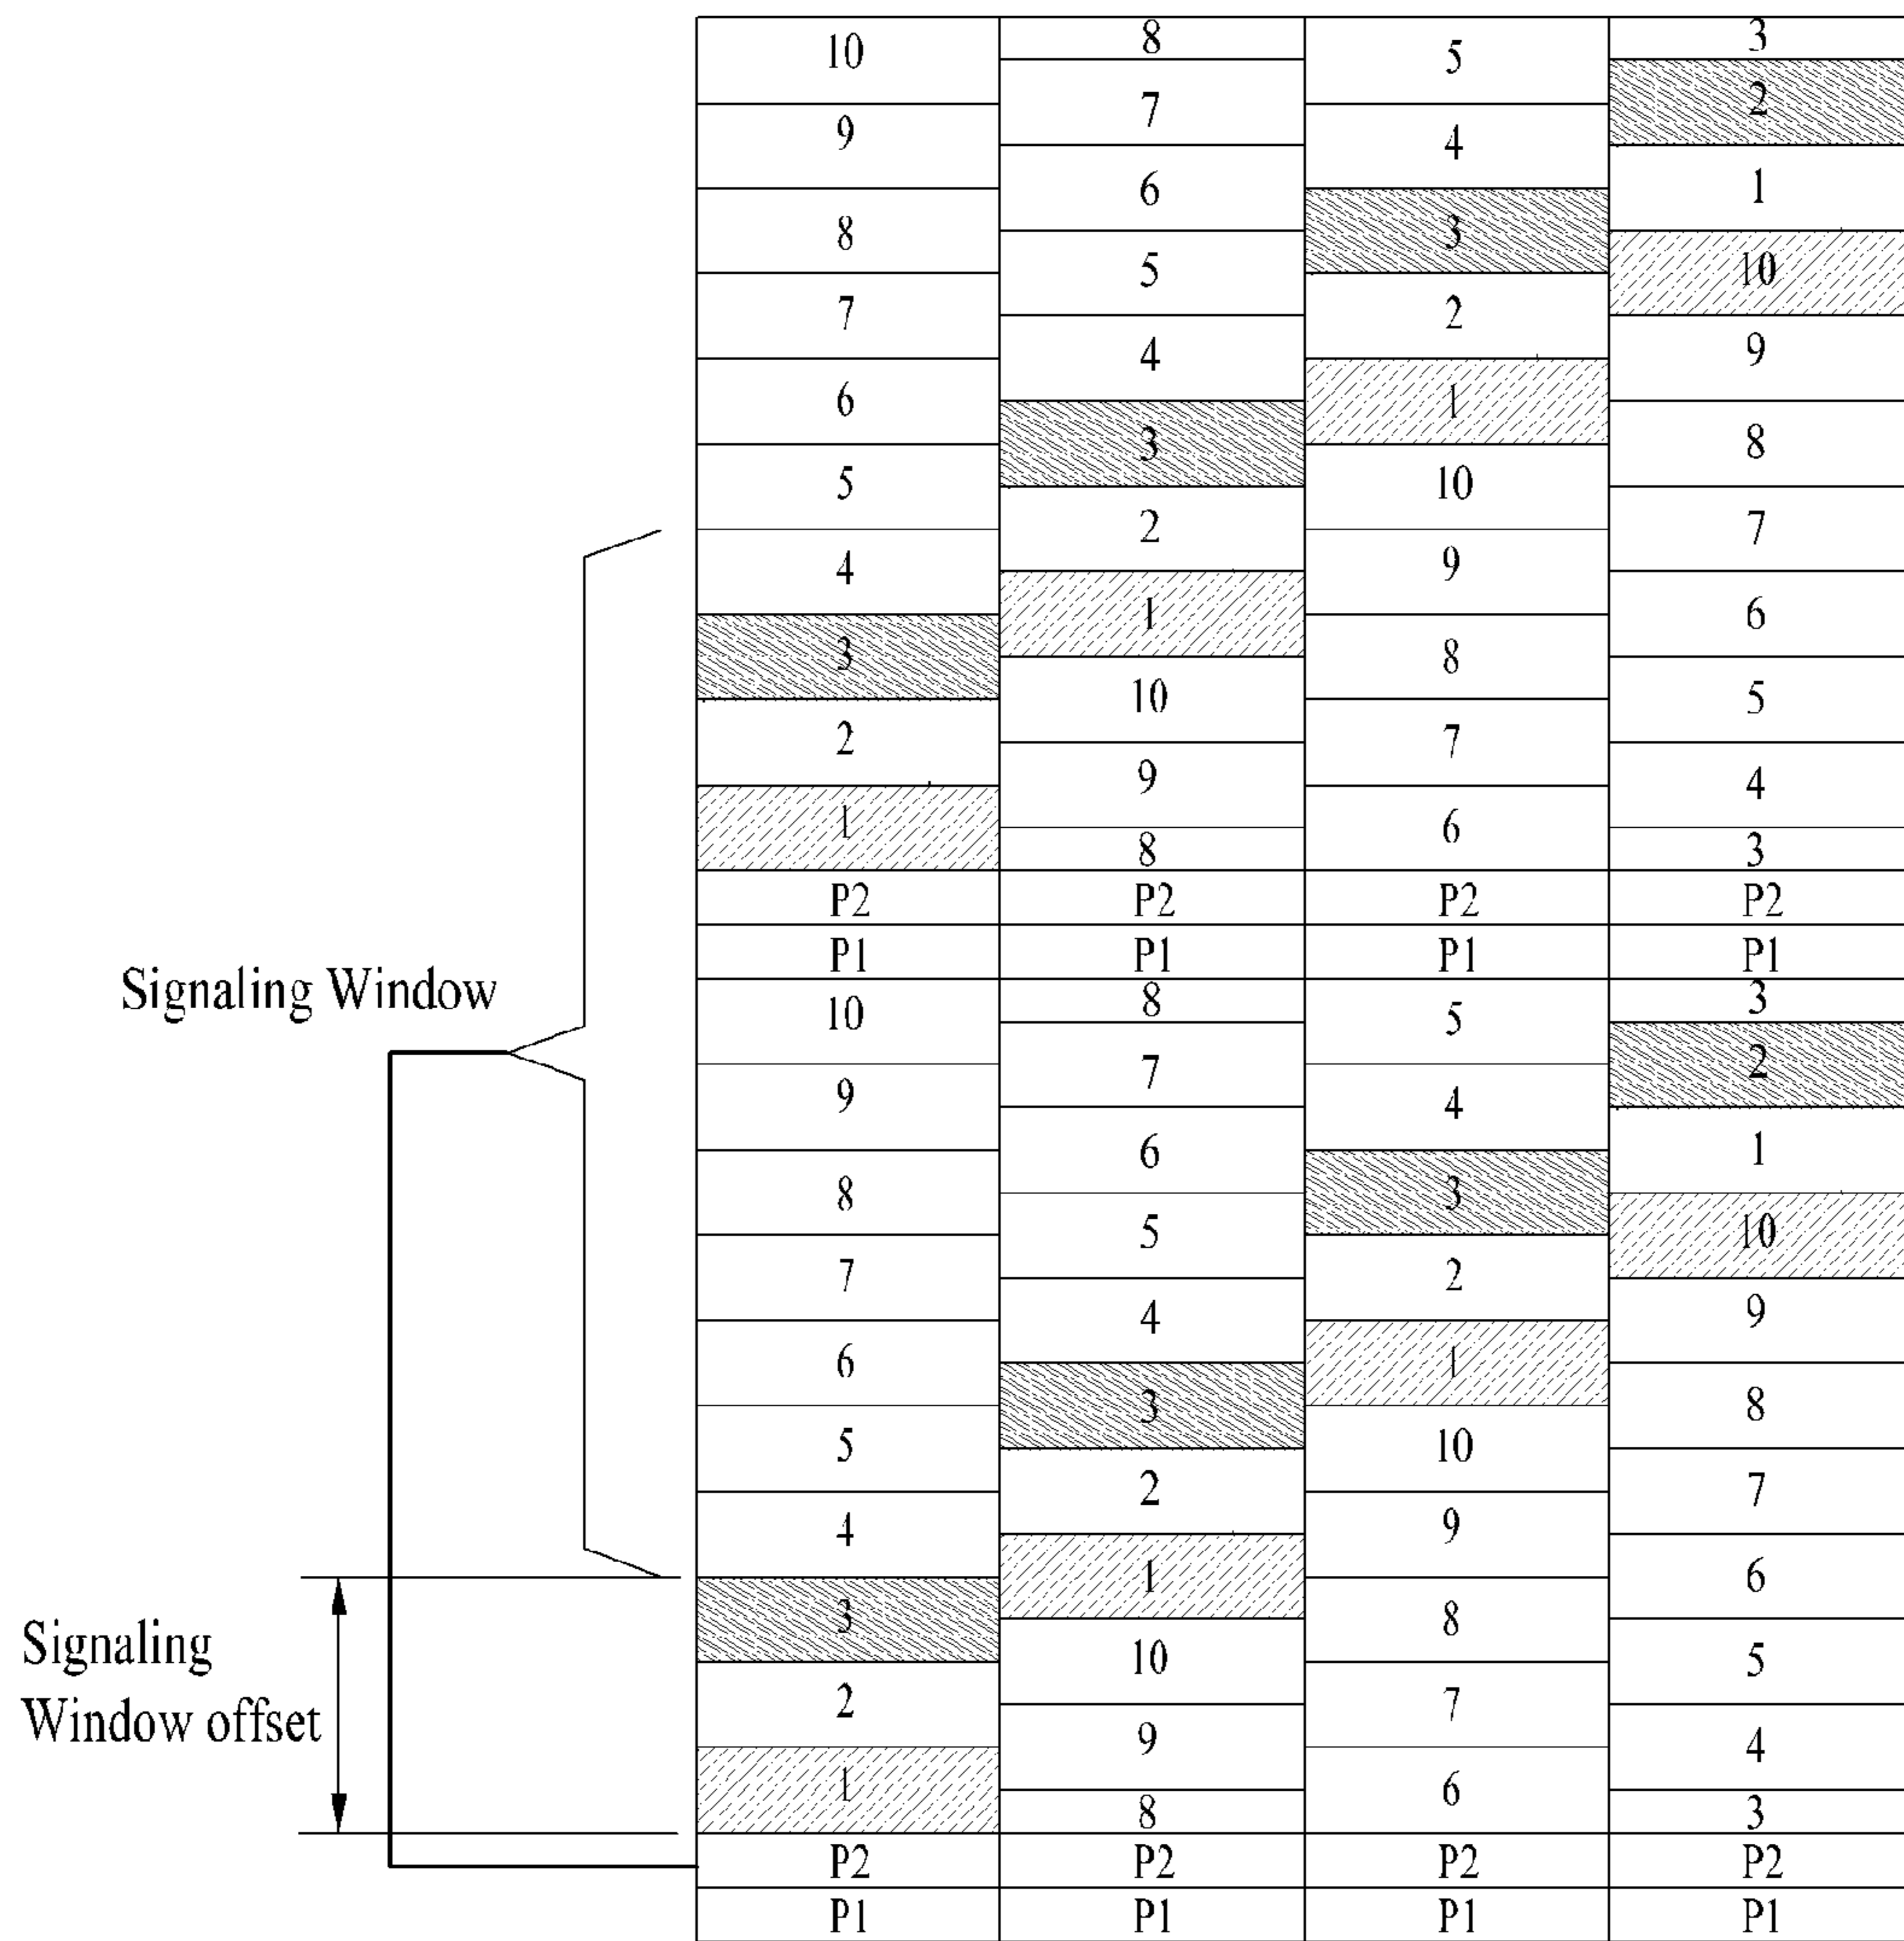 10 8 5 3
9 7 4 2
8 6 3 1
7 5 2 10
6 4 1 9
5 3 10 8
4 2 9 7
3 1 8 6
2 10 7 5
1 9 6 4
8 3
P2 P2 P2 P2
P1 P1 P1 P1
Signaling Window
10 8 5 3
9 7 4 2
8 6 3 1
7 5 2 10
6 4 1 9
5 3 10 8
4 2 9 7
3 1 8 6
2 10 7 5
1 9 6 4
8 3
Signaling
Window offset
P2 P2 P2 P2
P1 P1 P1 P1